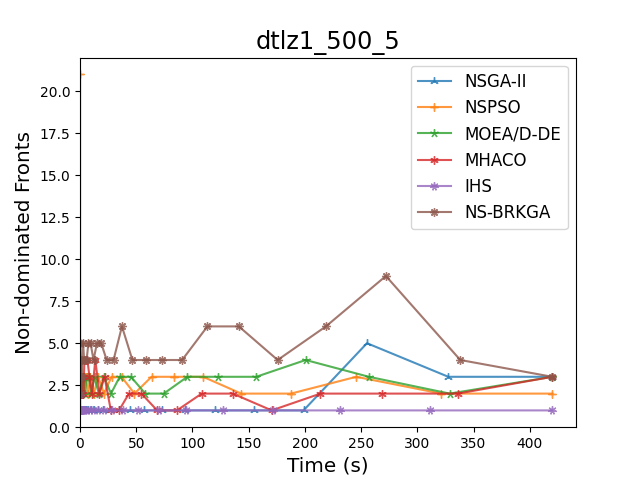 dtlz1_500_5
Non-dominated Fronts
20.0
17.5
15.0
12.5
10.0
7.5
5.0
2.5
0.0
NSGA-II
NSPSO
MOEA/D-DE
MHACO
IHS
NS-BRKGA
0 50 100 150 200 250 300 350 400
Time (s)